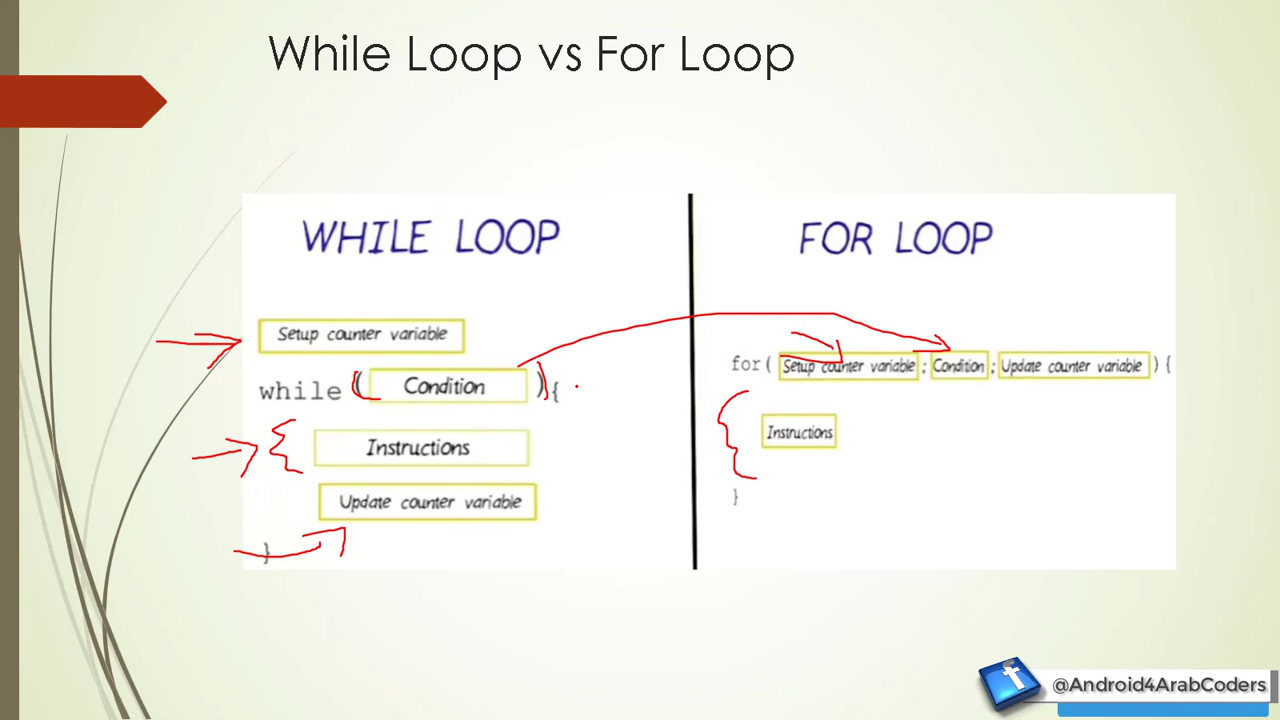 While Loop vs For Loop
WHILE LOOP
Setup counter variable
while ( Condition ){
Instructions
Update counter variable
}
FOR LOOP
for( Setup counter variable ; Condition ; Update counter variable ) {
Instructions
}
@Android4ArabCoders